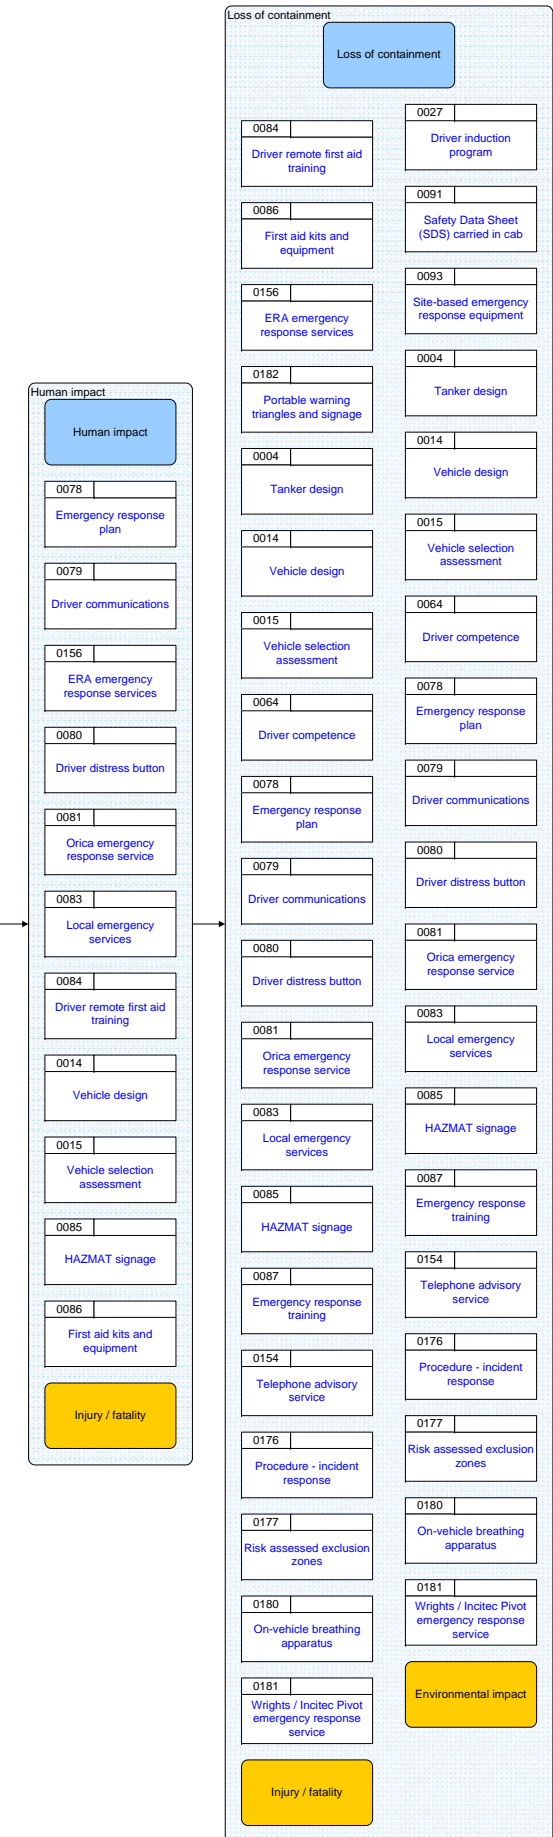 Loss of containment
Loss of containment
0084
Driver remote first aid
training
0086
First aid kits and
equipment
0156
ERA emergency
response services
0182
Portable warning
triangles and signage
0004
Tanker design
0014
Vehicle design
0015
Vehicle selection
assessment
0064
Driver competence
0078
Emergency response
plan
0079
Driver communications
0080
Driver distress button
0081
Orica emergency
response service
0083
Local emergency
services
0085
HAZMAT signage
0087
Emergency response
training
0154
Telephone advisory
service
0176
Procedure - incident
response
0177
Risk assessed exclusion
zones
0180
On-vehicle breathing
apparatus
0181
Wrights / Incitec Pivot
emergency response
service
Injury / fatality
0027
Driver induction
program
0091
Safety Data Sheet
(SDS) carried in cab
0093
Site-based emergency
response equipment
0004
Tanker design
0014
Vehicle design
0015
Vehicle selection
assessment
0064
Driver competence
0078
Emergency response
plan
0079
Driver communications
0080
Driver distress button
0081
Orica emergency
response service
0083
Local emergency
services
0085
HAZMAT signage
0087
Emergency response
training
0154
Telephone advisory
service
0176
Procedure - incident
response
0177
Risk assessed exclusion
zones
0180
On-vehicle breathing
apparatus
0181
Wrights / Incitec Pivot
emergency response
service
Environmental impact
Human impact
Human impact
0078
Emergency response
plan
0079
Driver communications
0156
ERA emergency
response services
0080
Driver distress button
0081
Orica emergency
response service
0083
Local emergency
services
0084
Driver remote first aid
training
0014
Vehicle design
0015
Vehicle selection
assessment
0085
HAZMAT signage
0086
First aid kits and
equipment
Injury / fatality